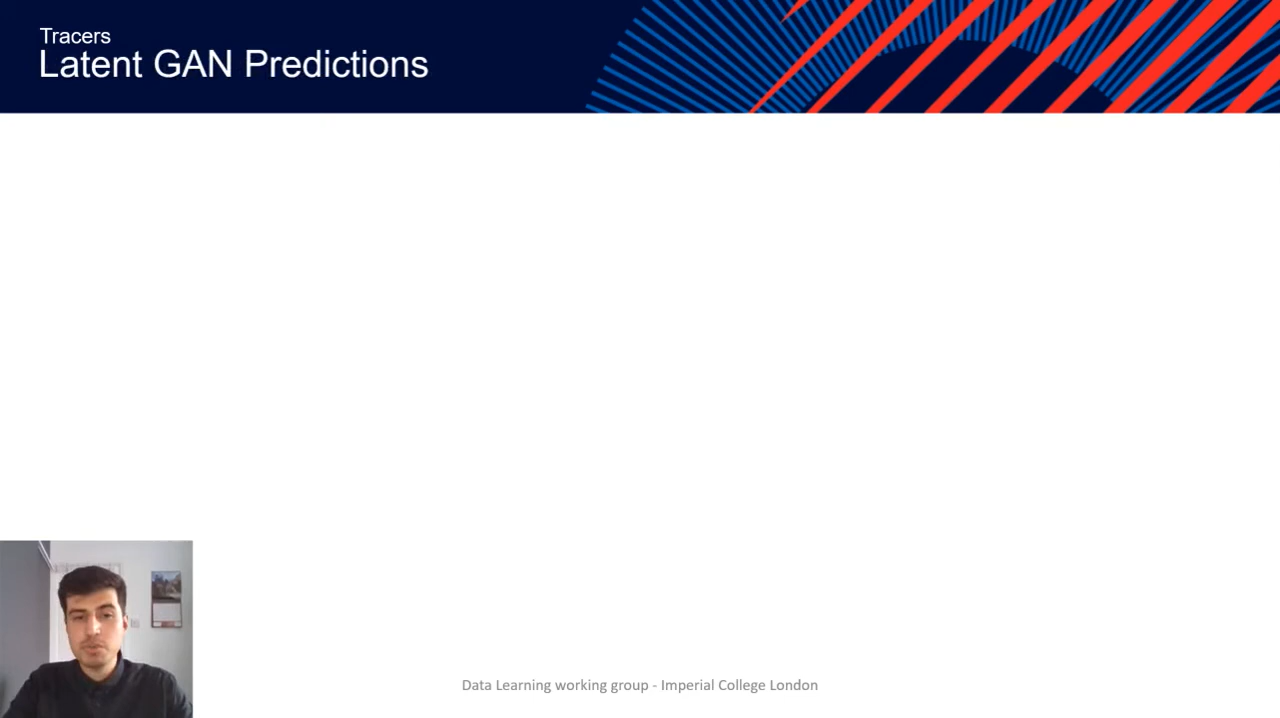 Tracers
Latent GAN Predictions
Data Learning working group - Imperial College London